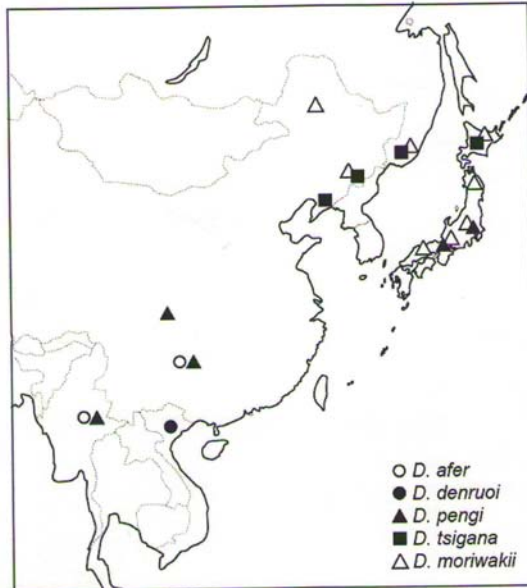 D. afer
D. denruoi
D. pengi
D. tsigana
D. moriwakii